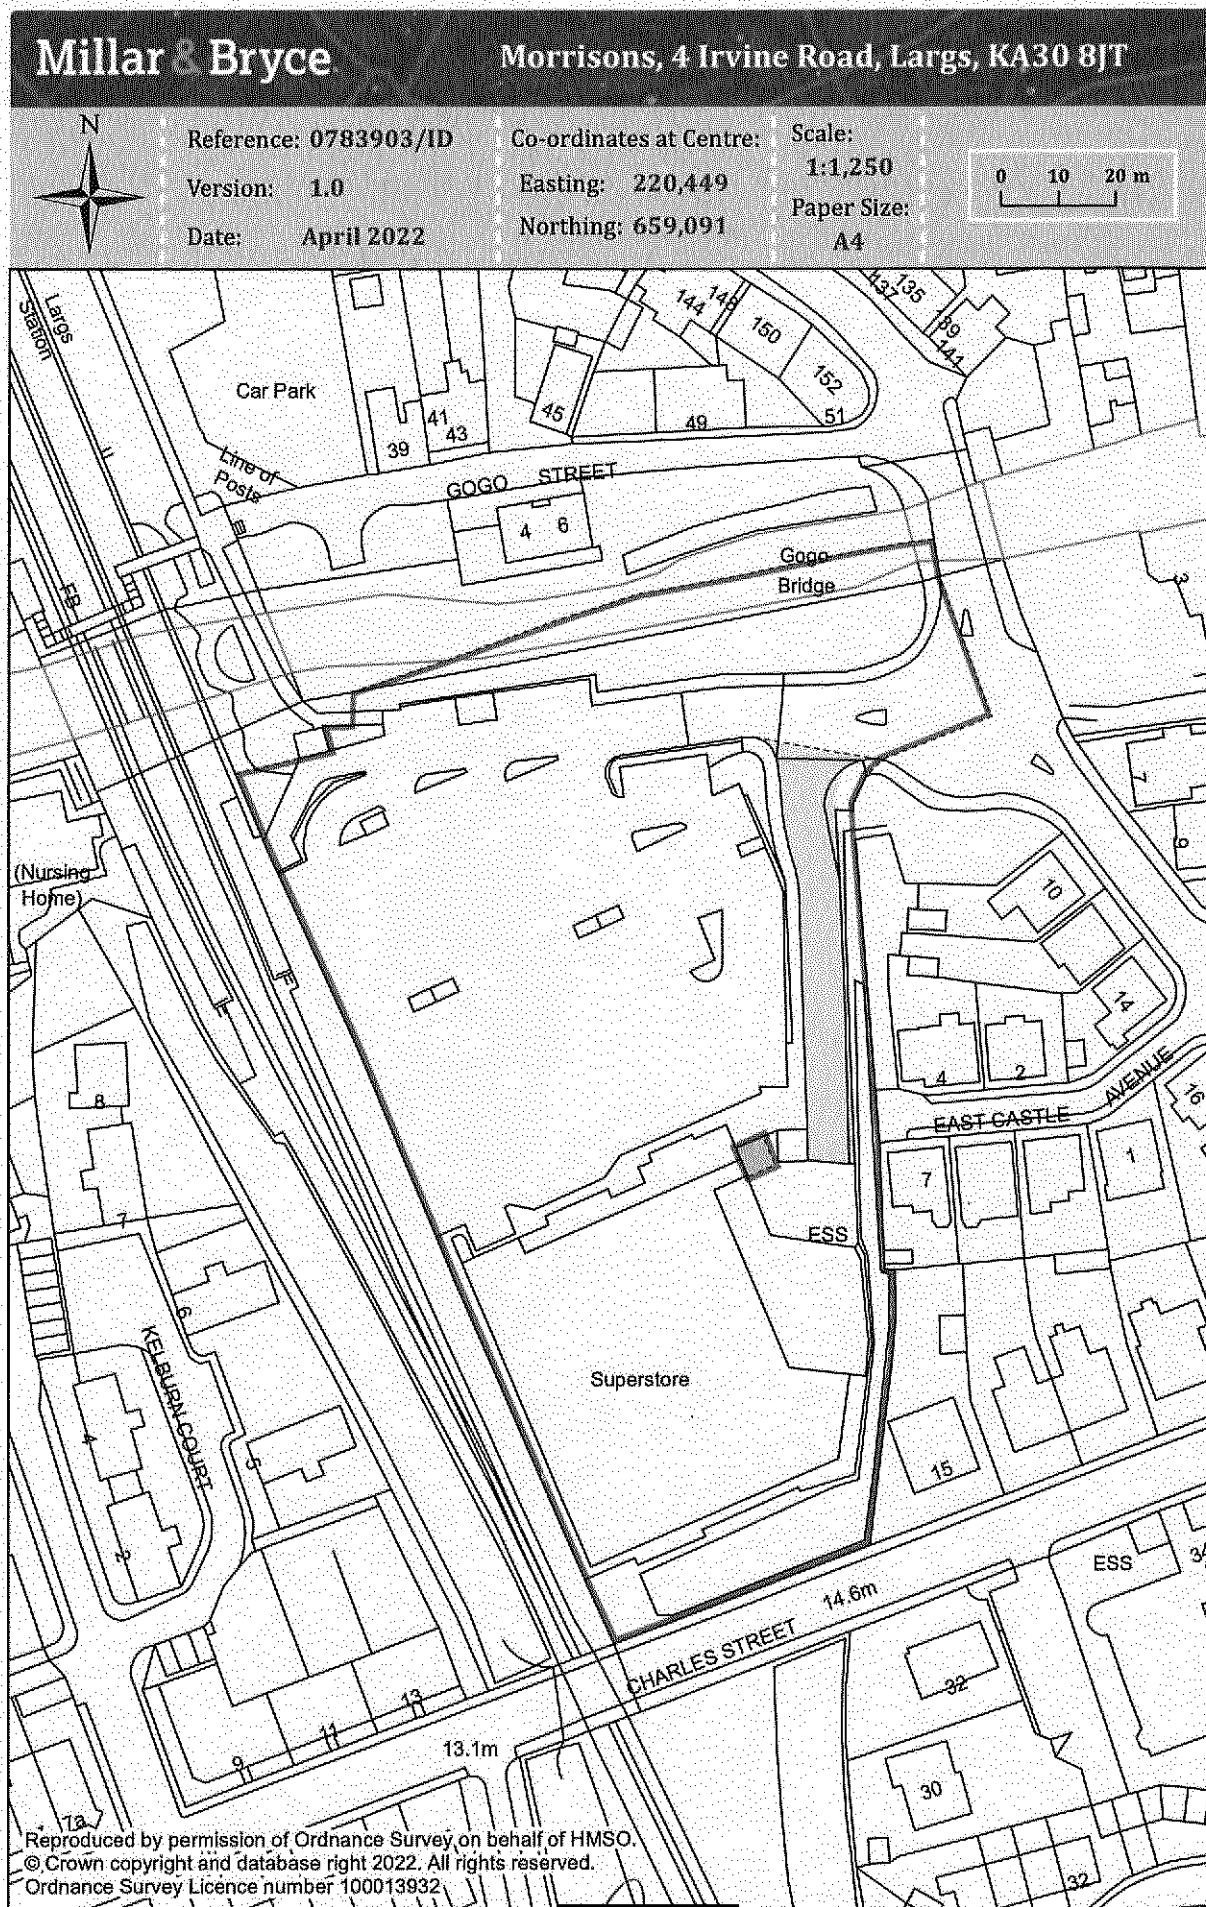 Millar & Bryce
Morrisons, 4 Irvine Road, Largs, KA30 8JT
N
Reference: 0783903/ID
Version: 1.0
Date: April 2022
Co-ordinates at Centre:
Easting: 220,449
Northing: 659,091
Scale:
1:1,250
Paper Size:
A4
0 10 20 m
Largs
Station
Car Park
Line of
Posts
39
41
43
45
49
144
148
150
152
51
137
135
39
141
GOGO STREET
4
6
Gogo
Bridge
FB
3
7
9
(Nursing
Home)
10
14
4
2
EAST CASTLE AVENUE
16
8
7
7
1
ESS
6
KELBURN COURT
Superstore
4
5
15
2
14.6m
ESS
34
CHARLES STREET
32
13
11
9
13.1m
30
7a
32
Reproduced by permission of Ordnance Survey on behalf of HMSO.
© Crown copyright and database right 2022. All rights reserved.
Ordnance Survey Licence number 100013932